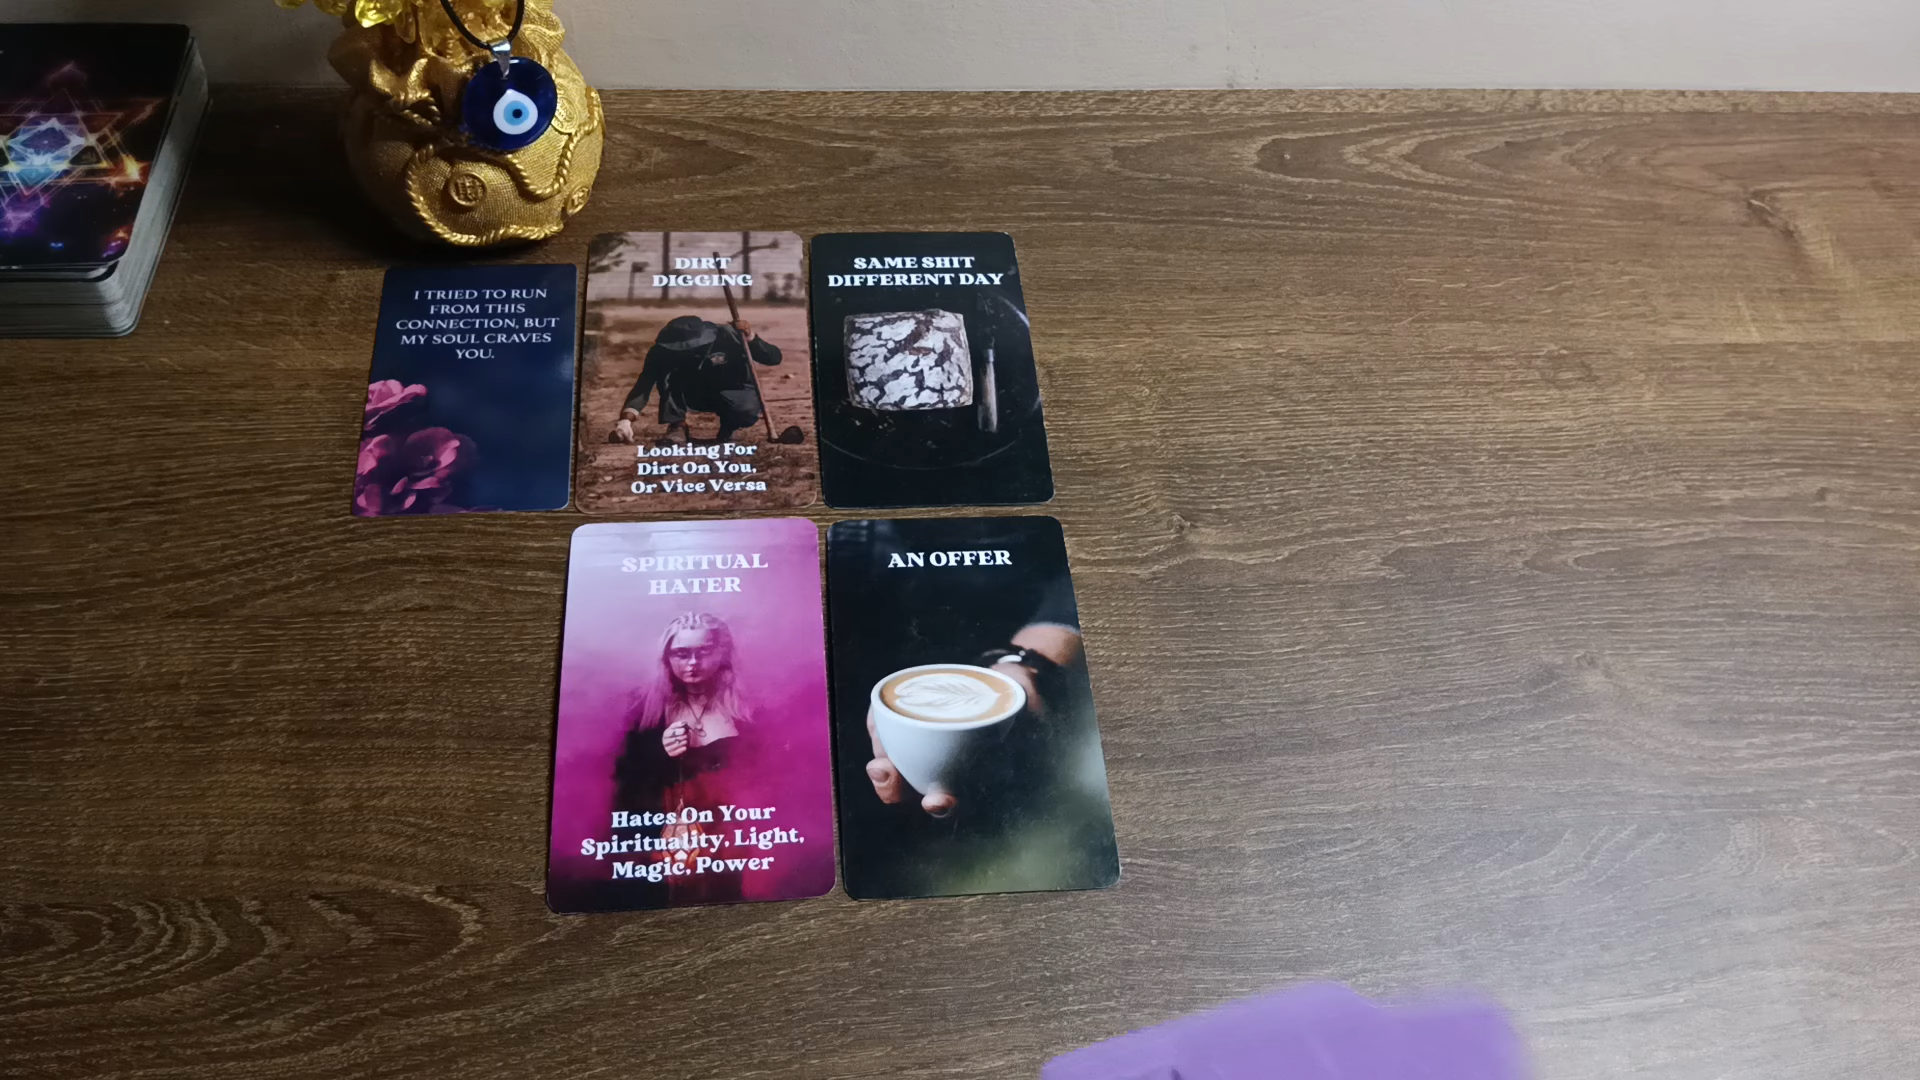 I TRIED TO RUN
FROM THIS
CONNECTION, BUT
MY SOUL CRAVES
YOU.
DIRT
DIGGING
Looking For
Dirt On You,
Or Vice Versa
SAME SHIT
DIFFERENT DAY
SPIRITUAL
HATER
Hates On Your
Spirituality, Light,
Magic, Power
AN OFFER